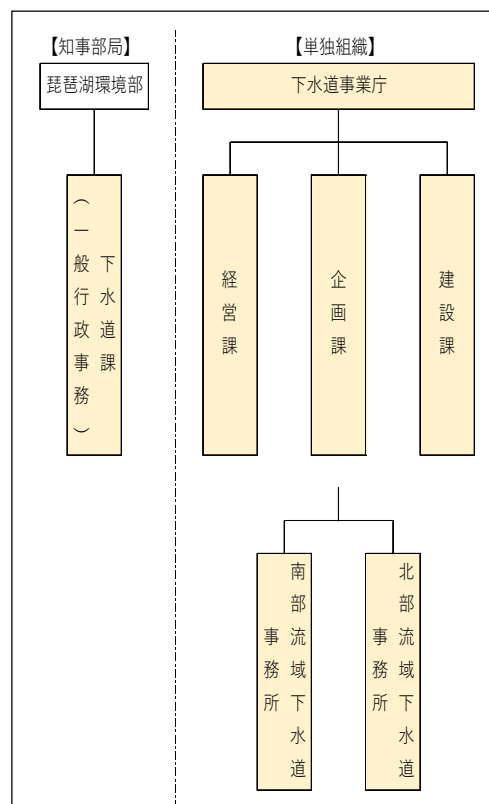 【知事部局】
琵琶湖環境部
下水道課
（一般行政事務）
【単独組織】
下水道事業庁
経営課
企画課
建設課
南部流域下水道
事務所
北部流域下水道
事務所